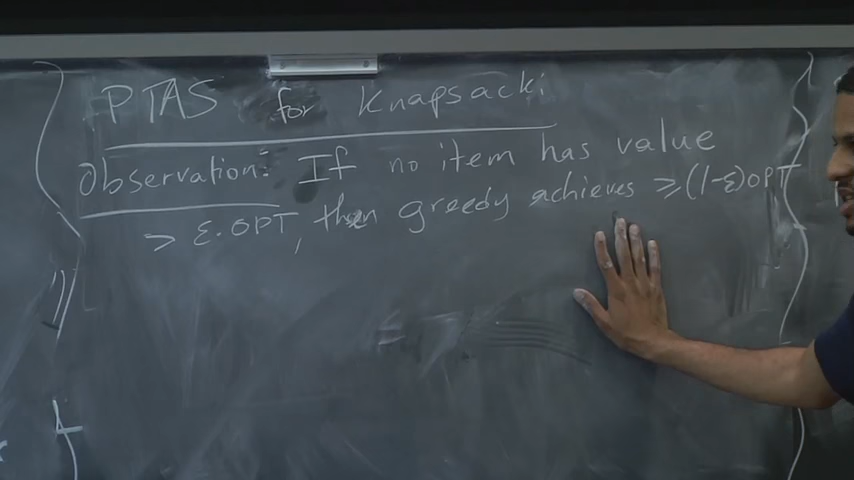 PTAS for Knapsack:
Observation: If no item has value
> ε.OPT, then greedy achieves ≥(1-ε)OPT